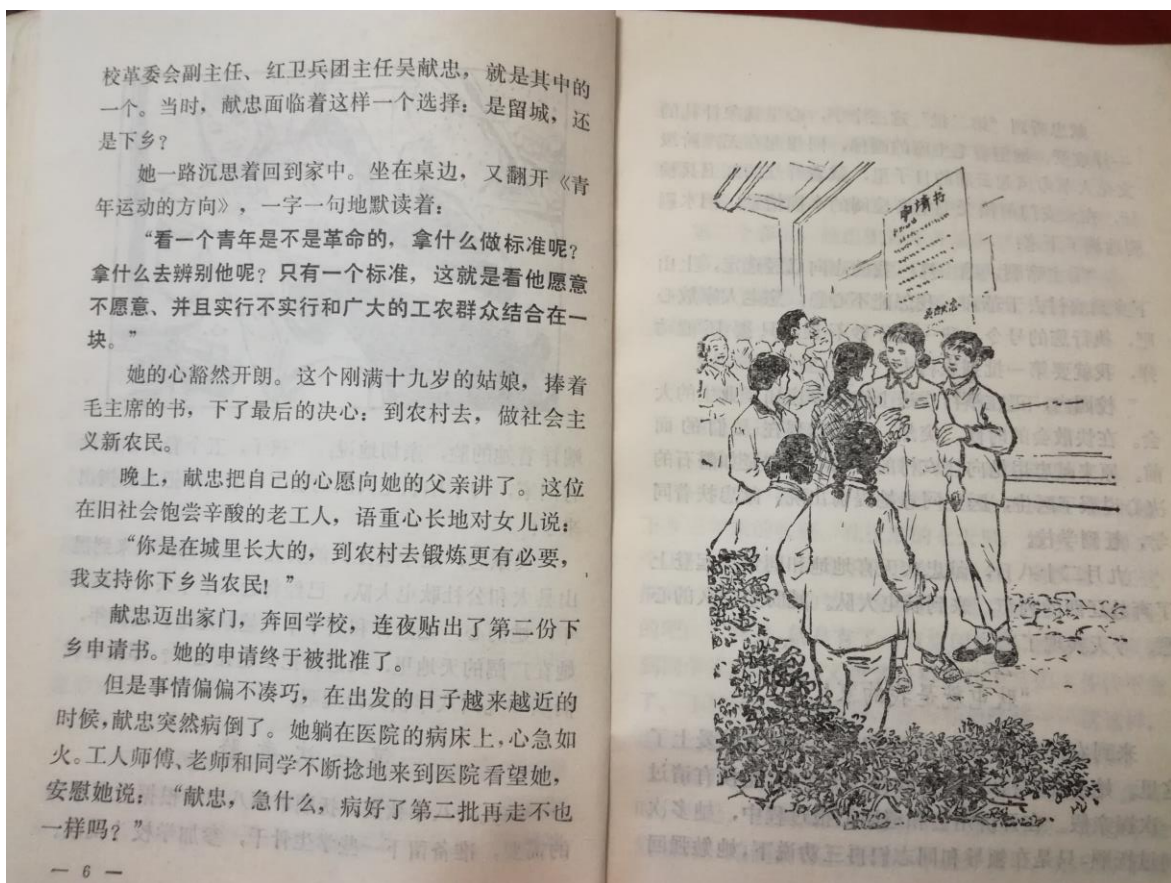 校革委会副主任、红卫兵团主任吴献忠，就是其中的
一个。当时，献忠面临着这样一个选择：是留城，还
是下乡？
她一路沉思着回到家中。坐在桌边，又翻开《青
年运动的方向》，一字一句地默读着：
“看一个青年是不是革命的，拿什么做标准呢？
拿什么去辨别他呢？只有一个标准，这就是看他愿意
不愿意、并且实行不实行和广大的工农群众结合在一
块。”
她的心豁然开朗。这个刚满十九岁的姑娘，捧着
毛主席的书，下了最后的决心：到农村去，做社会主
义新农民。
晚上，献忠把自己的心愿向她的父亲讲了。这位
在旧社会饱尝辛酸的老工人，语重心长地对女儿说：
“你是在城里长大的，到农村去锻炼更有必要，
我支持你下乡当农民！”
献忠迈出家门，奔回学校，连夜贴出了第三份下
乡申请书。她的申请终于被批准了。
但是事情偏偏不凑巧，在出发的日子越来越近的
时候，献忠突然病倒了。她躺在医院的病床上，心急如
火。工人师傅、老师和同学不断捻地来到医院看望她，
安慰她说：“献忠，急什么，病好了第二批再走不也
一样吗？”
— 6 —
申请书
吴献忠